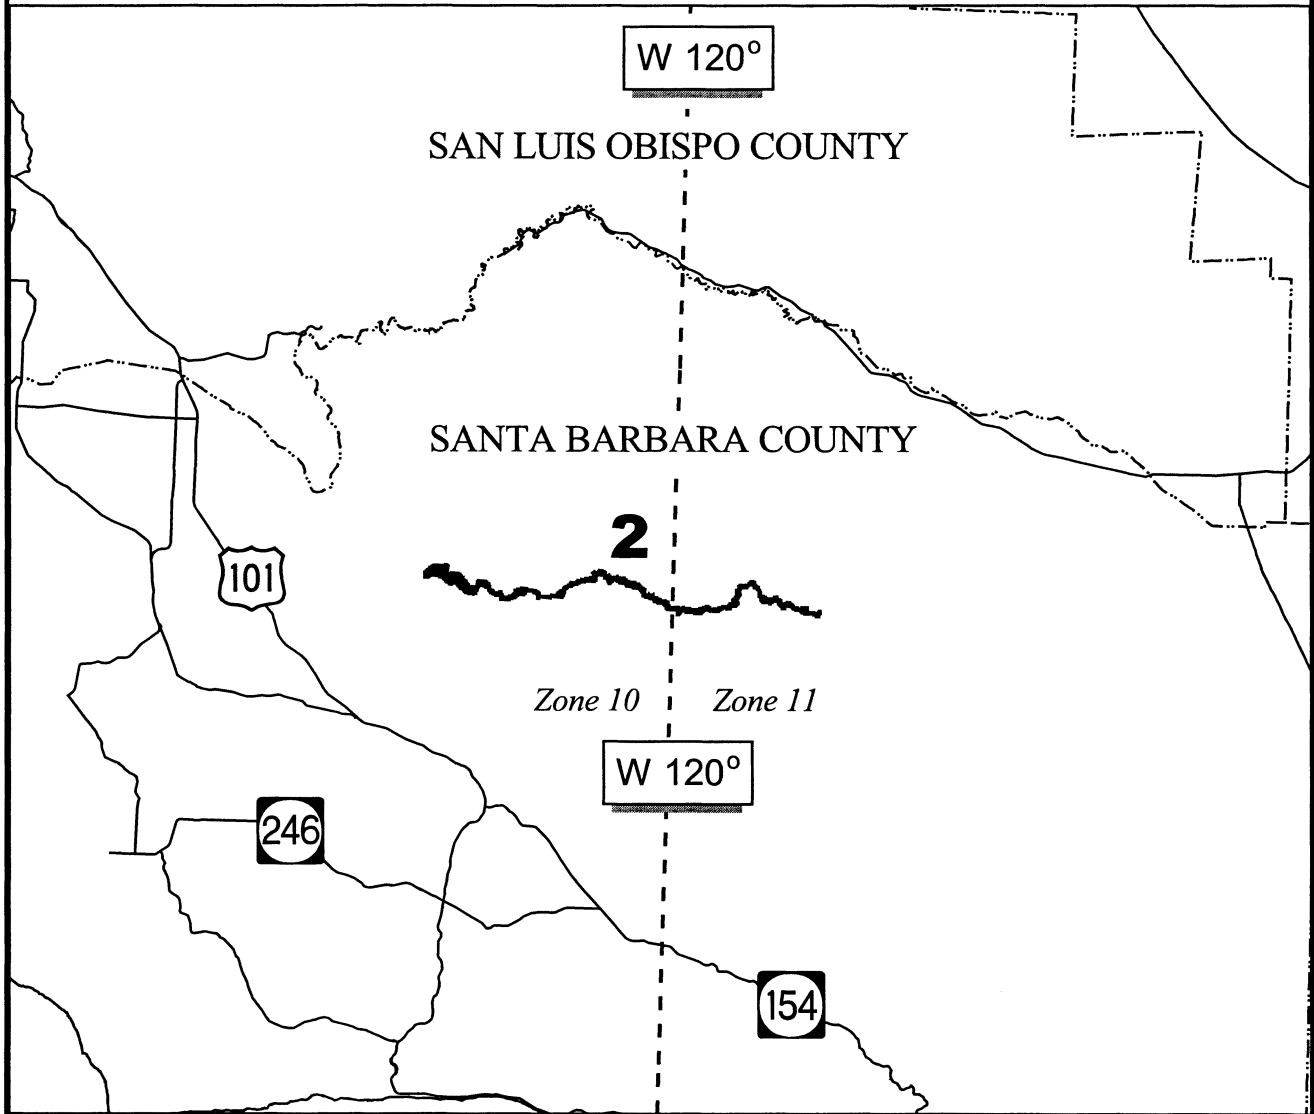 W 120°
SAN LUIS OBISPO COUNTY
SANTA BARBARA COUNTY
2
101
Zone 10
Zone 11
W 120°
246
154